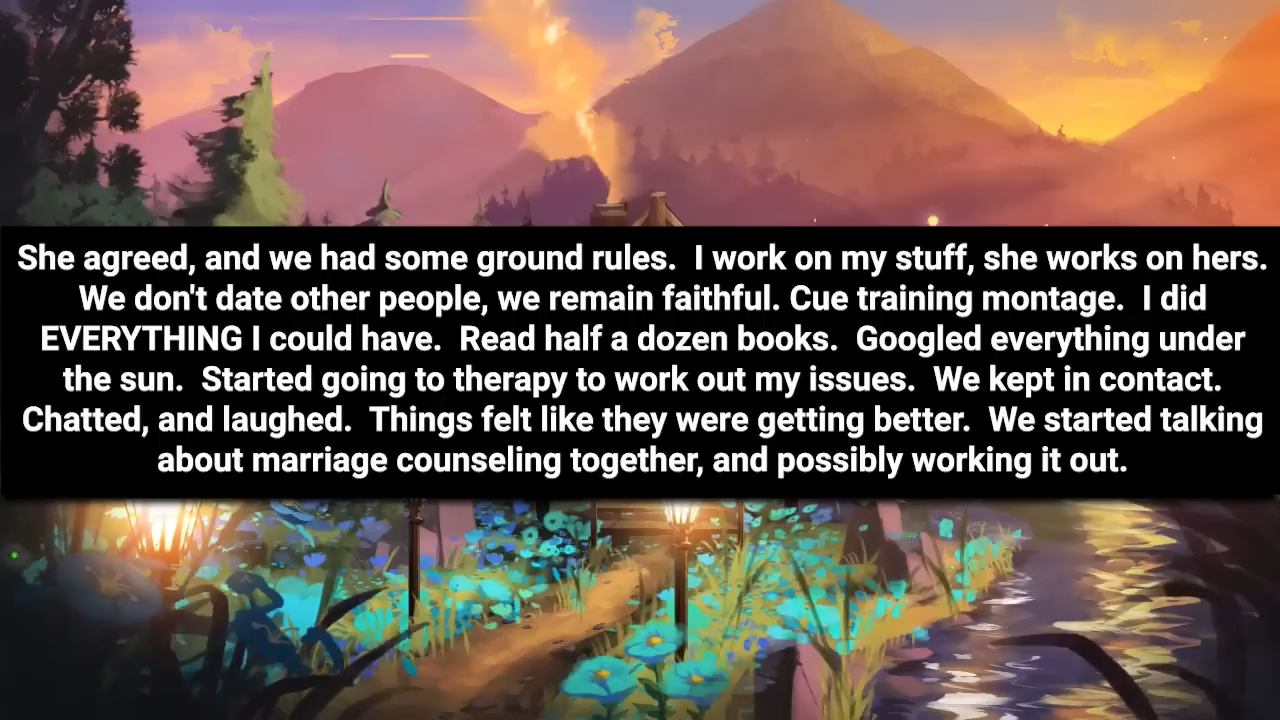 She agreed, and we had some ground rules.  I work on my stuff, she works on hers.
We don't date other people, we remain faithful. Cue training montage.  I did
EVERYTHING I could have.  Read half a dozen books.  Googled everything under
the sun.  Started going to therapy to work out my issues.  We kept in contact.
Chatted, and laughed.  Things felt like they were getting better.  We started talking
about marriage counseling together, and possibly working it out.